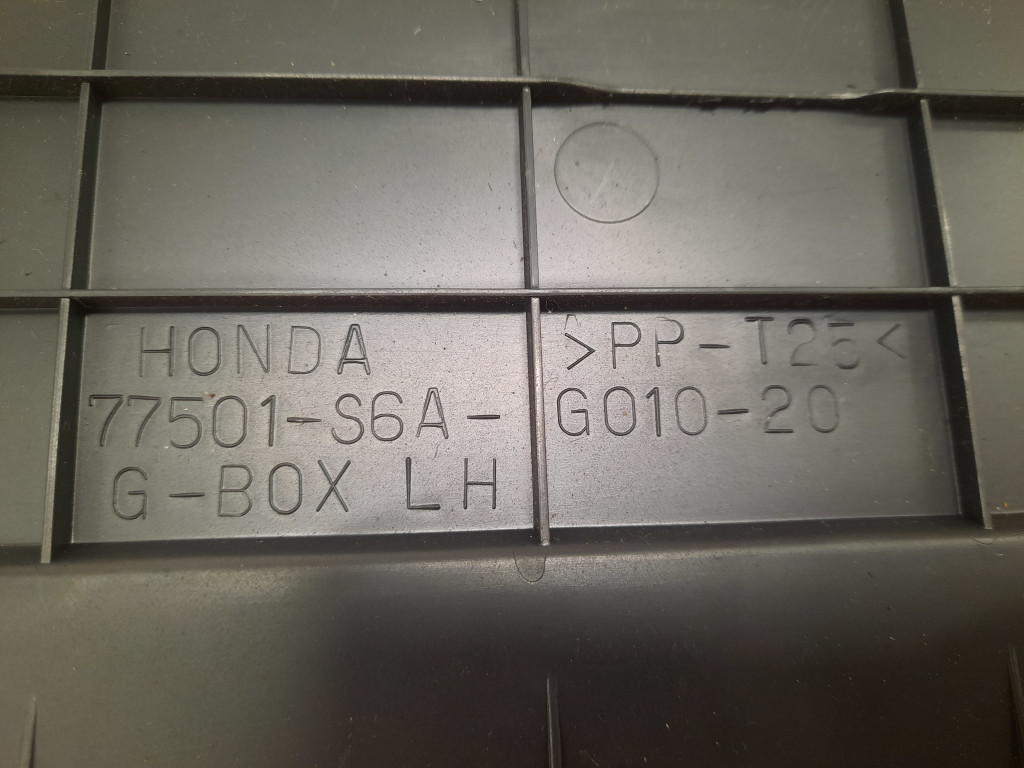 HONDA
77501-S6A-G010-20
G-BOX LH
>PP-T25<